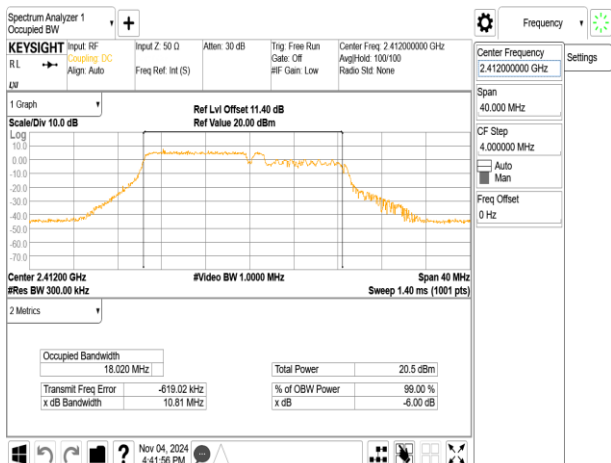 Spectrum Analyzer 1
Occupied BW
Frequency
KEYSIGHT
RL
Input: RF
Coupling: DC
Align: Auto
Input Z: 50 Ω
Freq Ref: Int (S)
Atten: 30 dB
Trig: Free Run
Gate: Off
#IF Gain: Low
Center Freq: 2.412000000 GHz
Avg|Hold: 100/100
Radio Std: None
Center Frequency
2.412000000 GHz
Settings
Span
40.000 MHz
CF Step
4.000000 MHz
Auto
Man
Freq Offset
0 Hz
1 Graph
Scale/Div 10.0 dB
Ref Lvl Offset 11.40 dB
Ref Value 20.00 dBm
Log
10.0
0.00
-10.0
-20.0
-30.0
-40.0
-50.0
-60.0
-70.0
Center 2.41200 GHz
#Res BW 300.00 kHz
#Video BW 1.0000 MHz
Span 40 MHz
Sweep 1.40 ms (1001 pts)
2 Metrics
Occupied Bandwidth
18.020 MHz
Transmit Freq Error -619.02 kHz
x dB Bandwidth 10.81 MHz
Total Power 20.5 dBm
% of OBW Power 99.00 %
x dB -6.00 dB
Nov 04, 2024
4:41:56 PM